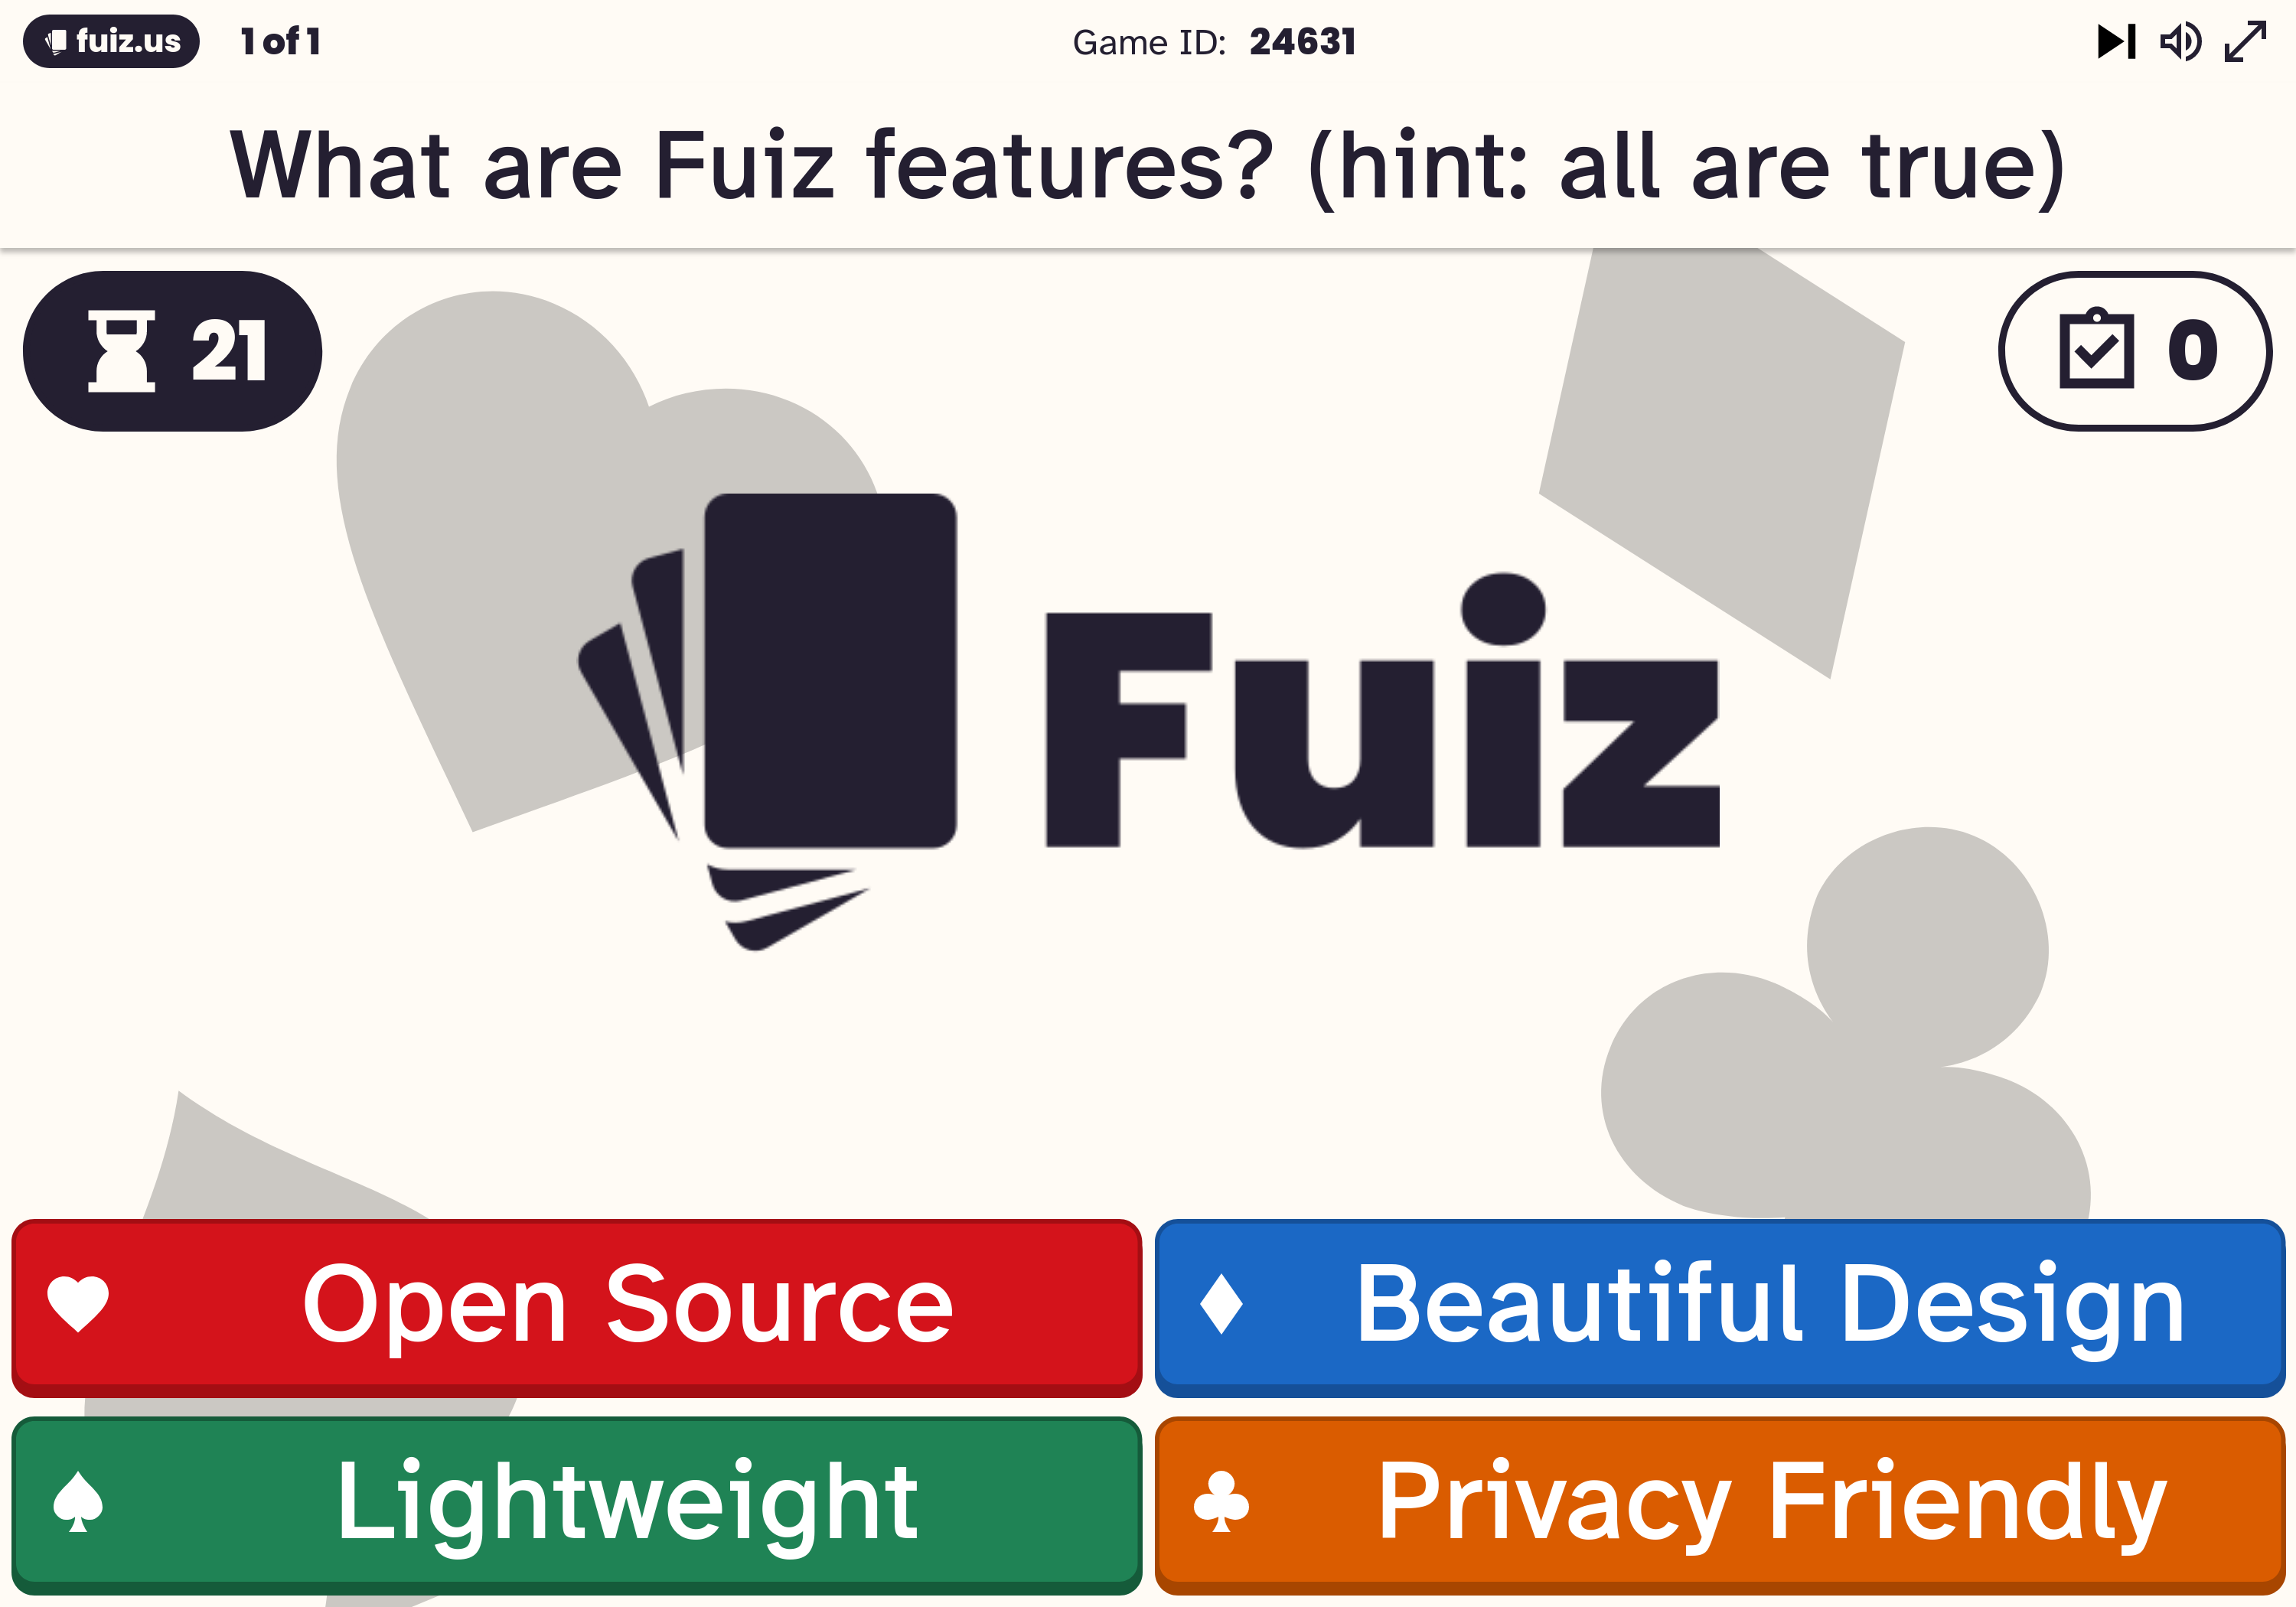 fuiz.us 1 of 1 Game ID: 24631
What are Fuiz features? (hint: all are true)
21 0
Fuiz
Open Source Beautiful Design
Lightweight Privacy Friendly